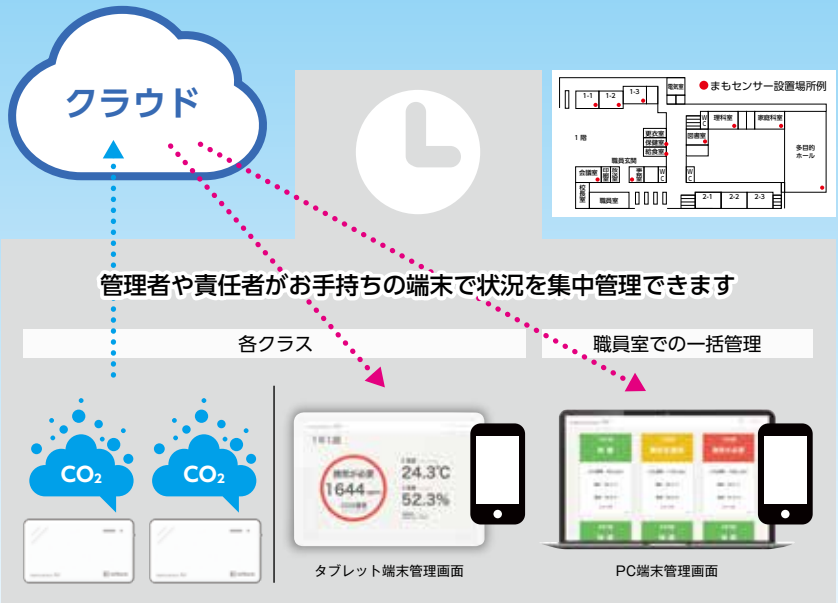 クラウド
●まもセンサー設置場所例
1-1
1-2
1-3
電気室
1階
更衣室
保健室
給食室
職員玄関
WC
理科室
家庭科室
図書室
多目的
ホール
会議室
WC
WC
校長室
職員室
2-1
2-2
2-3
管理者や責任者がお手持ちの端末で状況を集中管理できます
各クラス
職員室での一括管理
CO₂
CO₂
1年1組
換気が必要
1644
24.3℃
52.3%
タブレット端末管理画面
PC端末管理画面